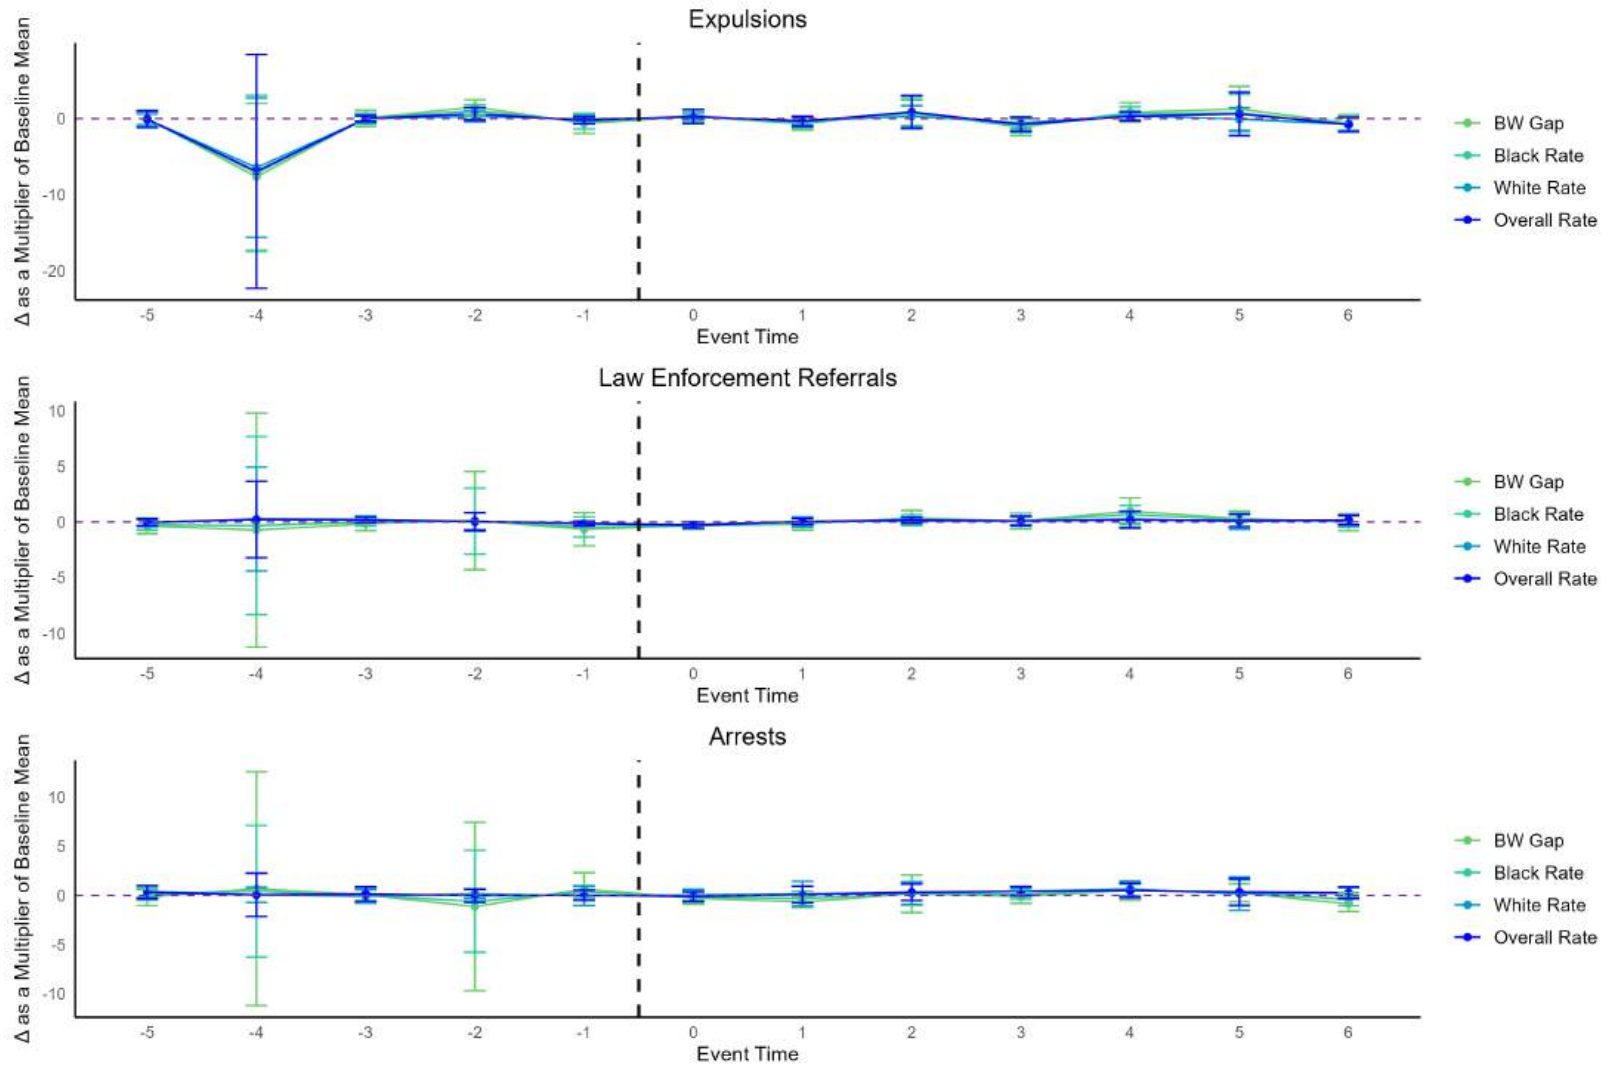 Expulsions
Δ as a Multiplier of Baseline Mean
0
-10
-20
-5 -4 -3 -2 -1 0 1 2 3 4 5 6
Event Time
BW Gap
Black Rate
White Rate
Overall Rate
Law Enforcement Referrals
Δ as a Multiplier of Baseline Mean
10
5
0
-5
-10
-5 -4 -3 -2 -1 0 1 2 3 4 5 6
Event Time
BW Gap
Black Rate
White Rate
Overall Rate
Arrests
Δ as a Multiplier of Baseline Mean
10
5
0
-5
-10
-5 -4 -3 -2 -1 0 1 2 3 4 5 6
Event Time
BW Gap
Black Rate
White Rate
Overall Rate